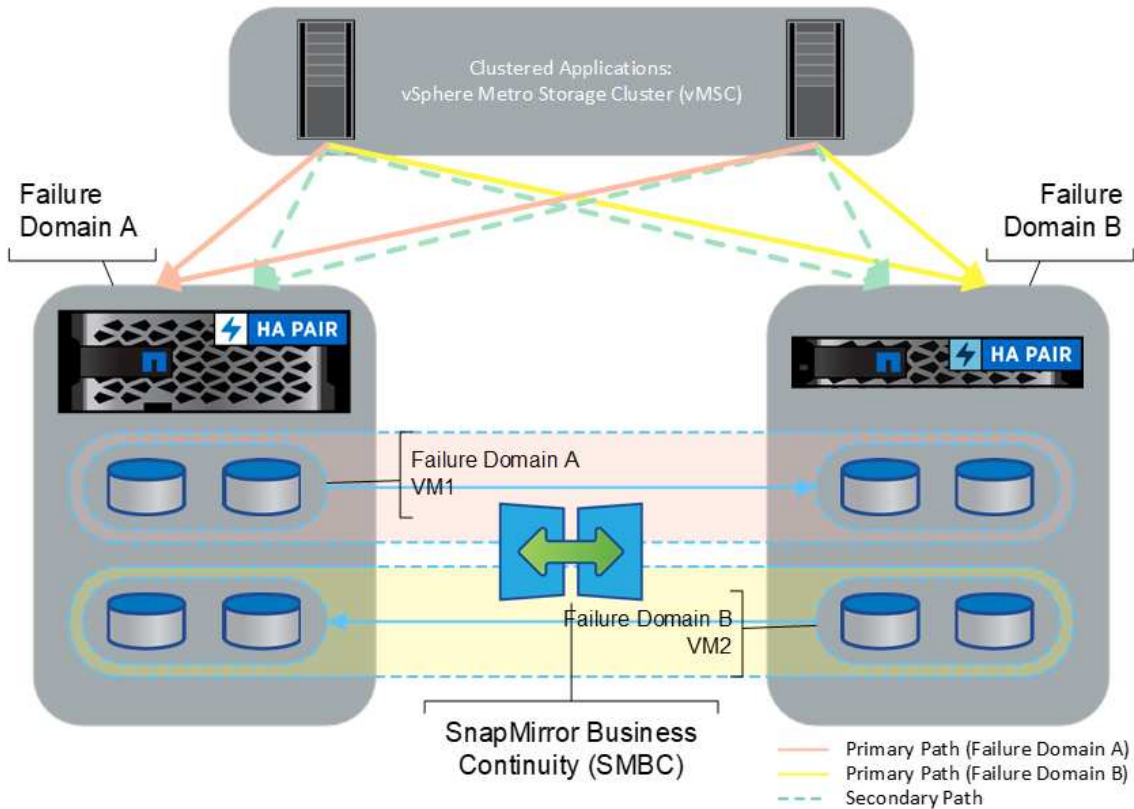 Clustered Applications:
vSphere Metro Storage Cluster (vMSC)
Failure
Domain A
Failure
Domain B
HA PAIR
HA PAIR
Failure Domain A
VM1
Failure Domain B
VM2
SnapMirror Business
Continuity (SMBC)
Primary Path (Failure Domain A)
Primary Path (Failure Domain B)
Secondary Path